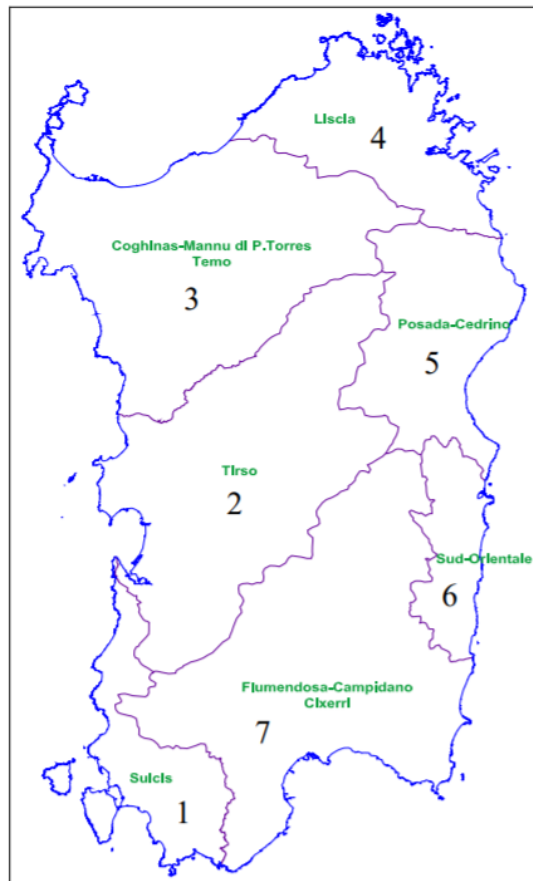 Liscia
4
Coghinas-Mannu di P.Torres
Temo
3
Posada-Cedrino
5
Tirso
2
Sud-Orientale
6
Flumendosa-Campidano
Cixerri
7
Sulcis
1